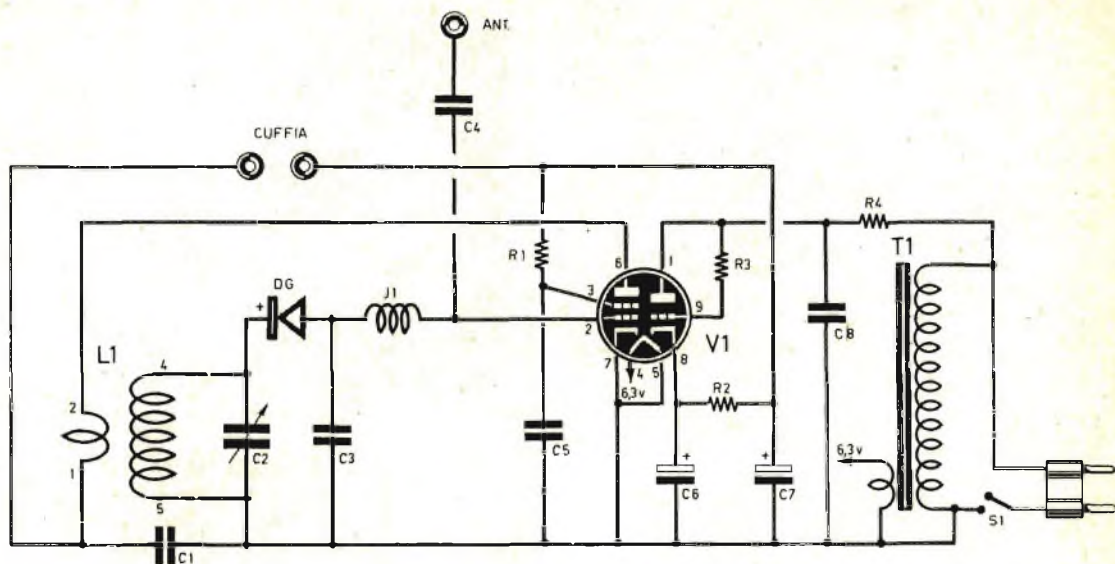 ANT.
C4
CUFFIA
R4
T1
R1
6
1
R3
DG
+
J1
3
2
9
V1
C8
L1
4
7
4
5
8
6,3v
R2
2
1
C2
C3
C5
+
C6
+
C7
6,3v
5
S1
C1